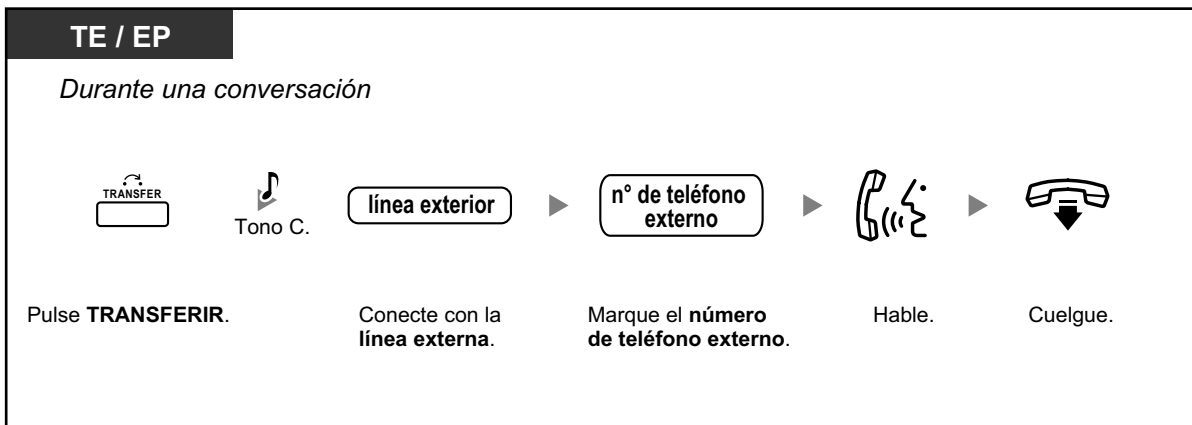 TE / EP
Durante una conversación
TRANSFER
Tono C.
línea exterior
n° de teléfono
externo
Pulse TRANSFERIR.
Conecte con la
línea externa.
Marque el número
de teléfono externo.
Hable.
Cuelgue.